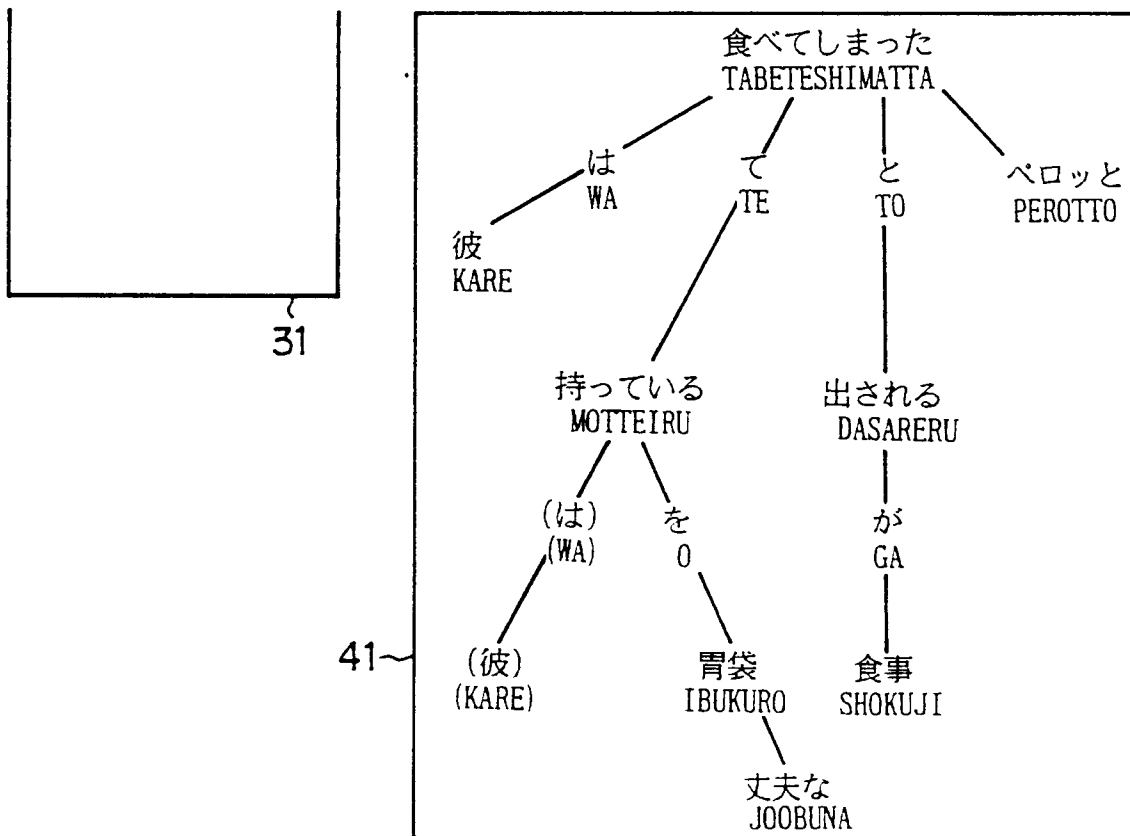 食べてしまった
TABETESHIMATTA
は
WA
て
TE
と
TO
ペロッと
PEROTTO
彼
KARE
31
持っている
MOTTEIRU
出される
DASARERU
(は)
(WA)
を
O
が
GA
41
(彼)
(KARE)
胃袋
IBUKURO
食事
SHOKUJI
丈夫な
JOOBUNA